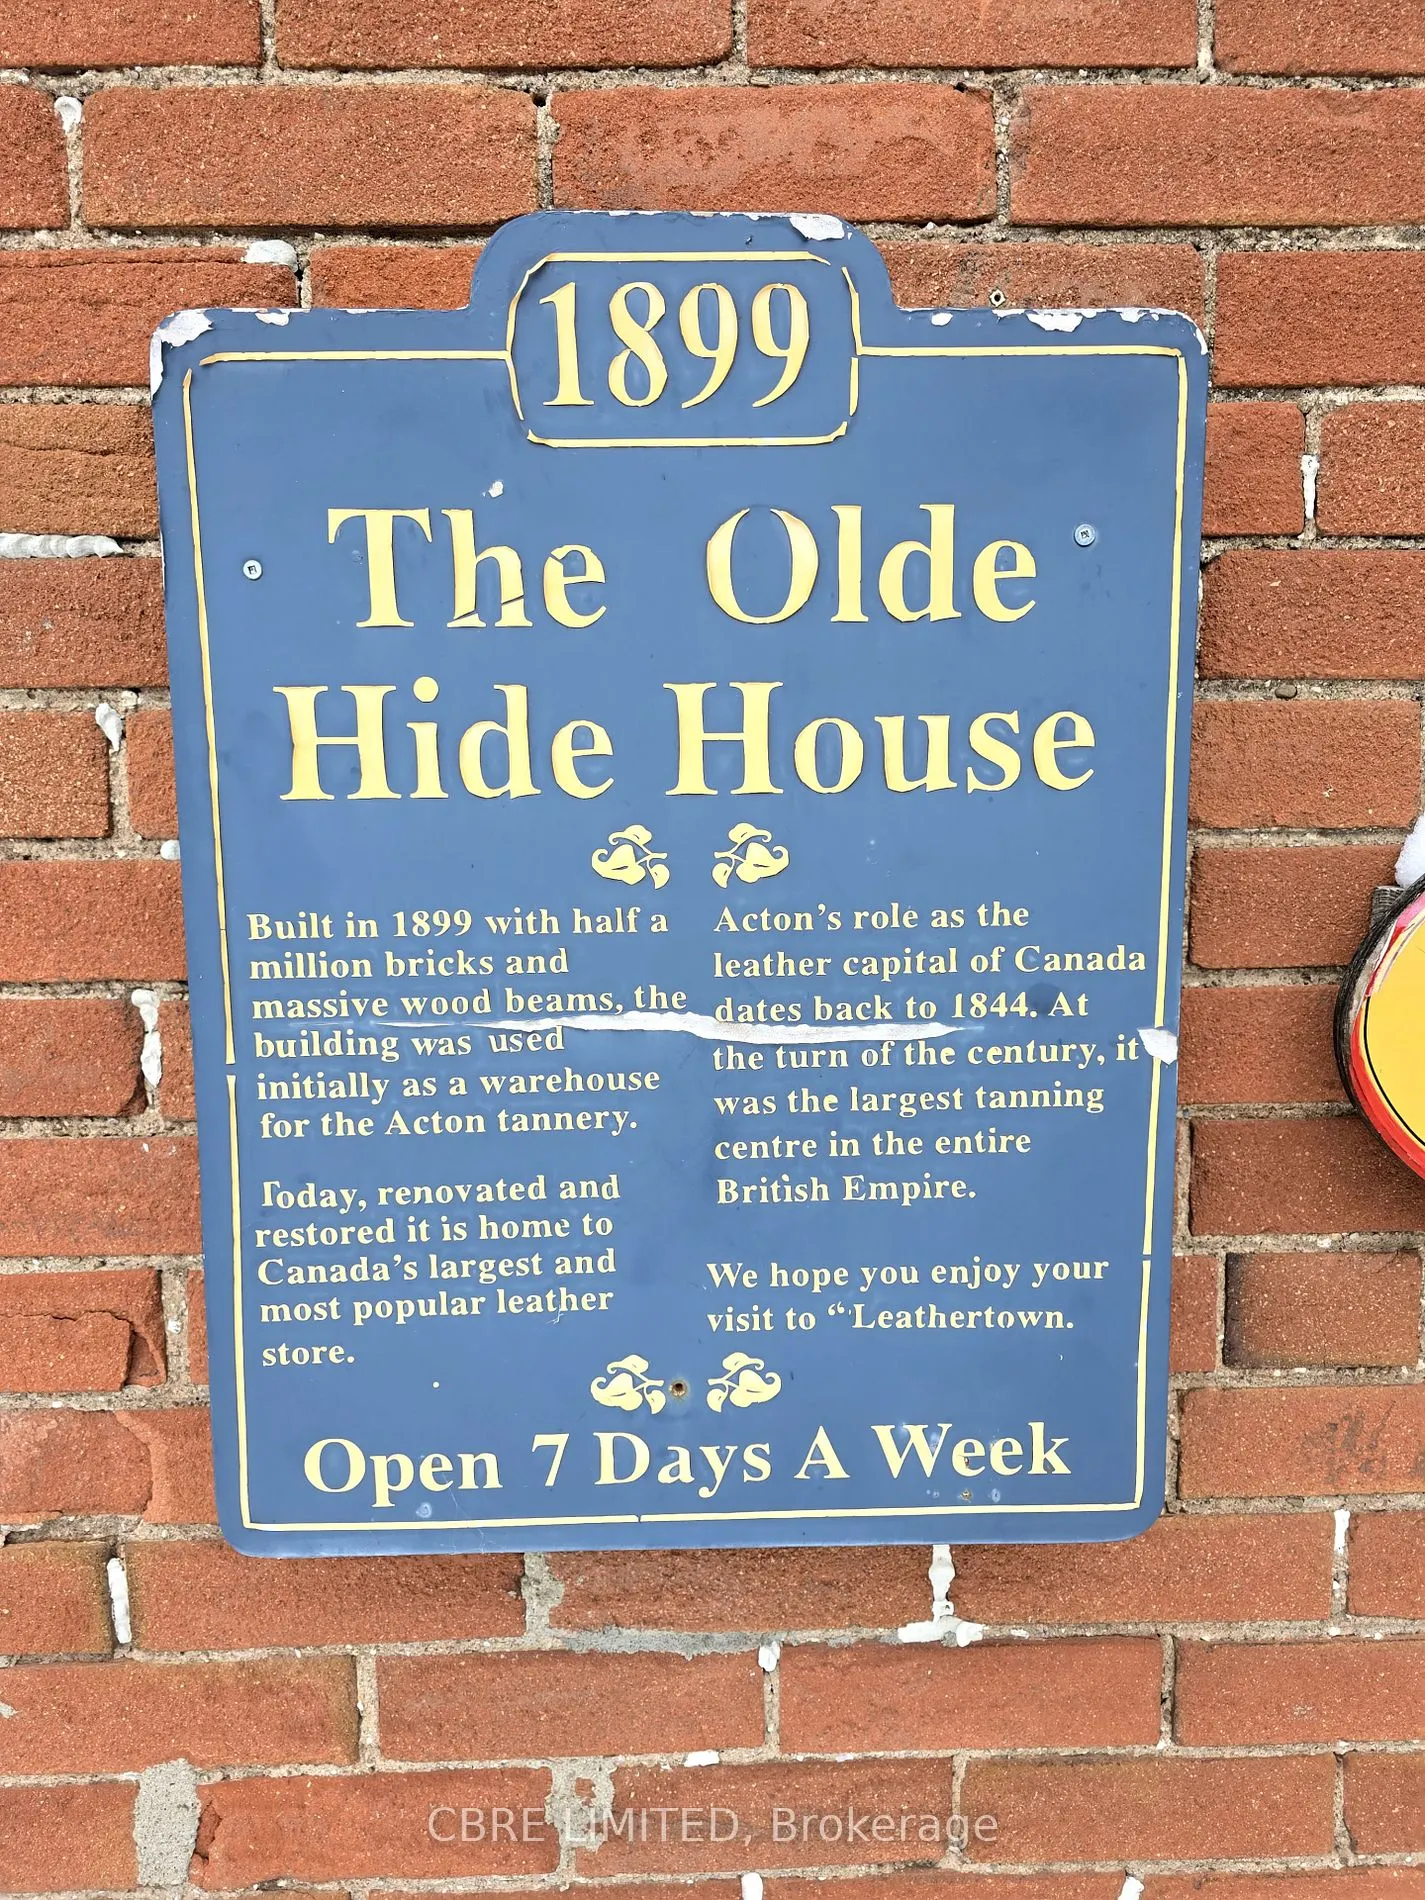 1899
The Olde
Hide House
Built in 1899 with half a
million bricks and
massive wood beams, the
building was used
initially as a warehouse
for the Acton tannery.
Today, renovated and
restored it is home to
Canada's largest and
most popular leather
store.
Acton's role as the
leather capital of Canada
dates back to 1844. At
the turn of the century, it
was the largest tanning
centre in the entire
British Empire.
We hope you enjoy your
visit to “Leathertown.
Open 7 Days A Week
CBRE LIMITED, Brokerage